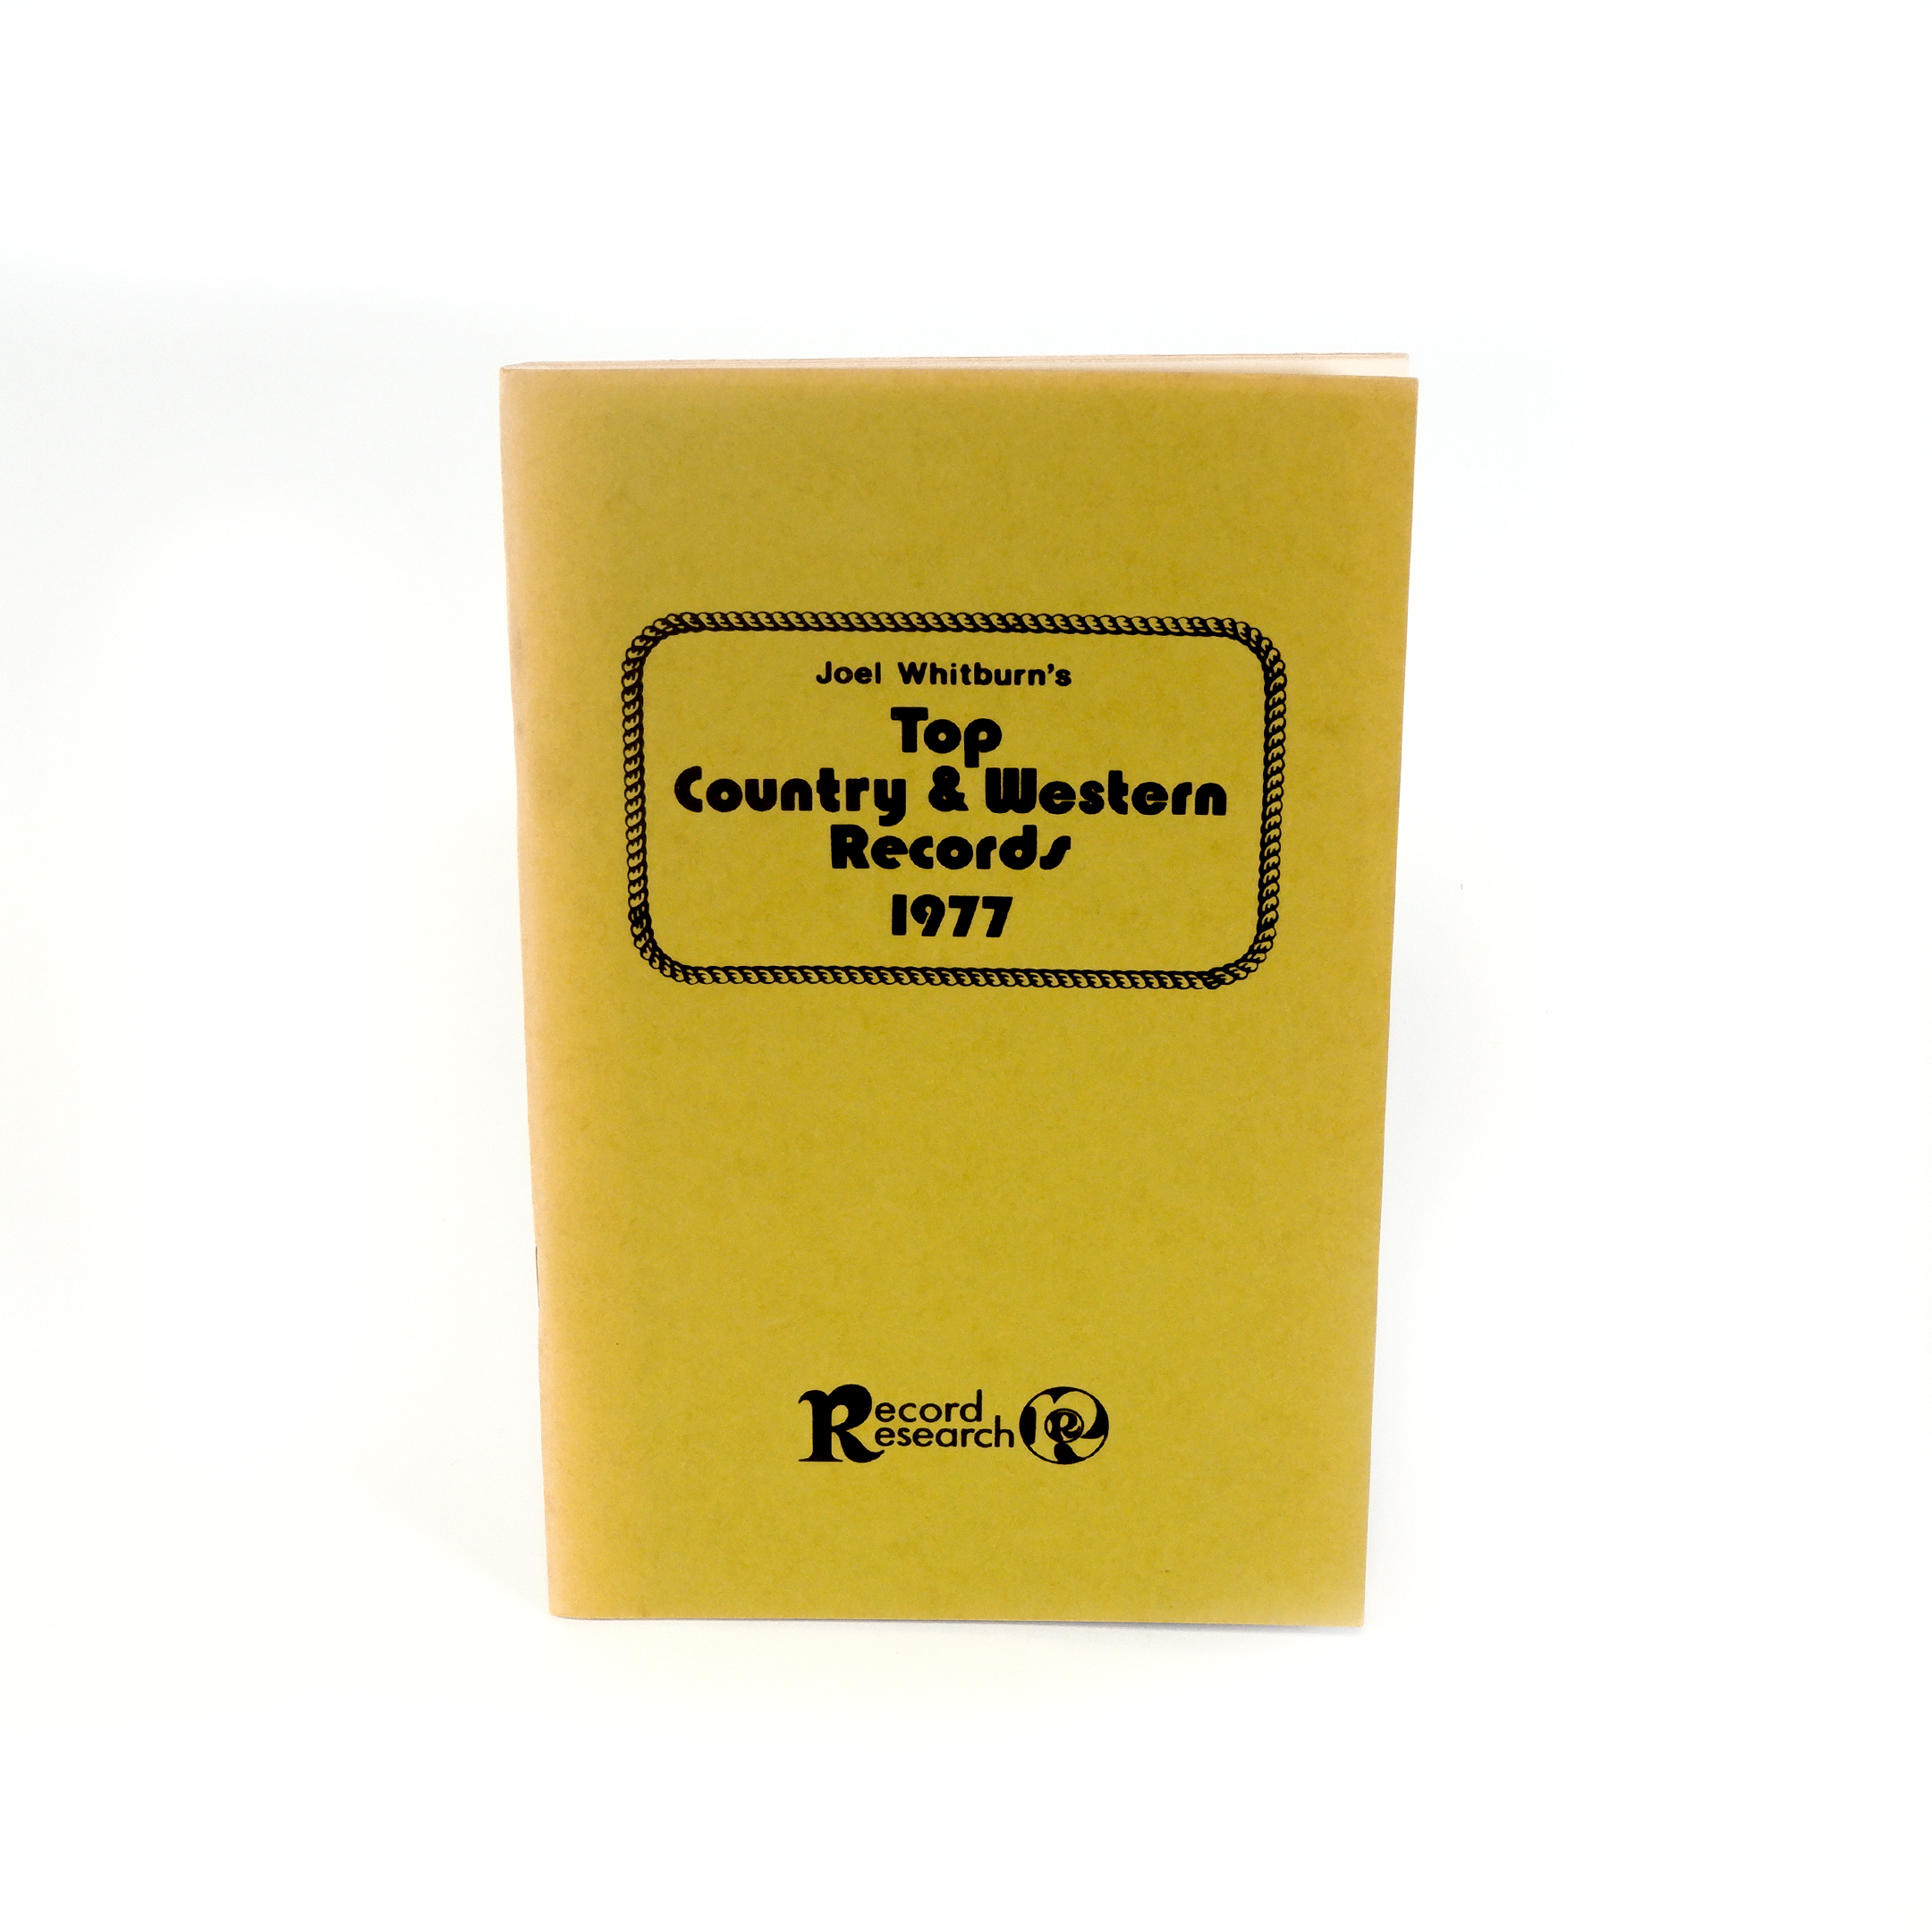 Joel Whitburn's
Top
Country & Western
Records
1977
Record
Research
R